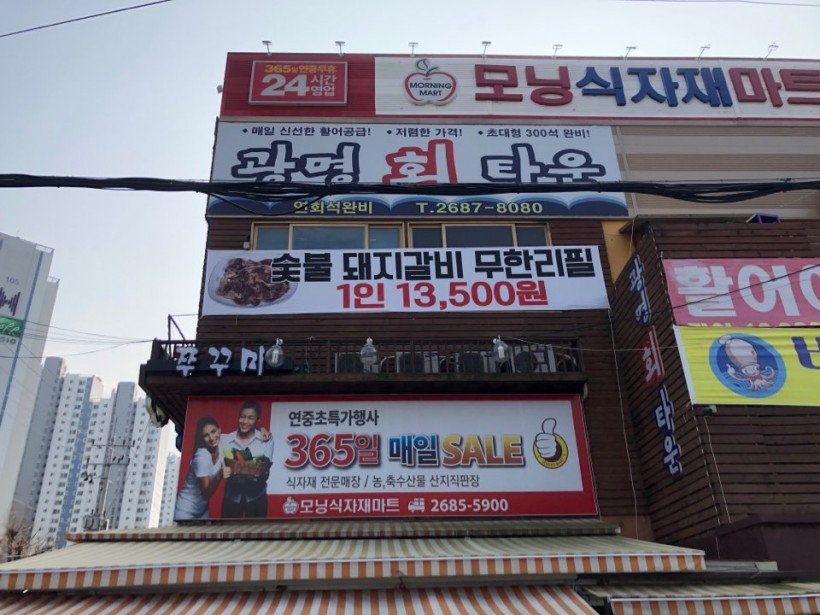 365일 연중무휴
24시간영업
MORNING MART
모닝식자재마트
• 매일 신선한 활어공급! • 저렴한 가격! • 초대형 300석 완비!
광명 회 타운
연회석완비 T.2687-8080
숯불 돼지갈비 무한리필
1인 13,500원
광명회타운
활어
쭈꾸미
연중초특가행사
365일 매일SALE
식자재 전문매장 / 농,축수산물 산지직판장
모닝식자재마트 2685-5900